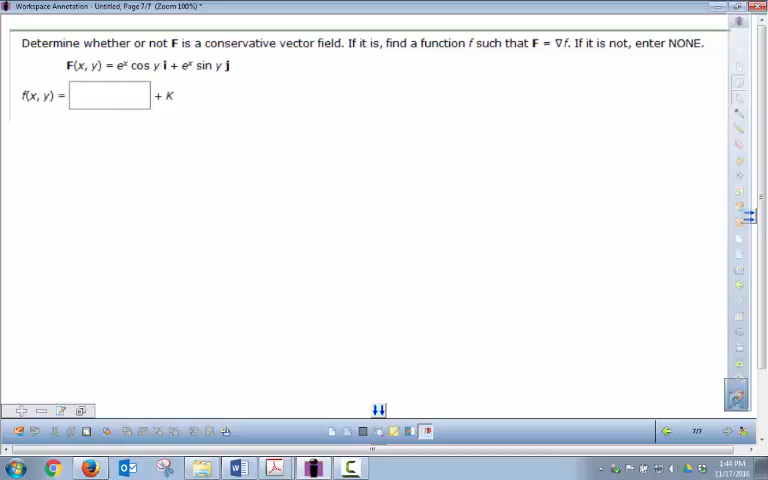 Workspace Annotation - Untitled, Page 7/7 (Zoom 100%) *
Determine whether or not F is a conservative vector field. If it is, find a function f such that F = ∇f. If it is not, enter NONE.
F(x, y) = eˣ cos y i + eˣ sin y j
f(x, y) = + K
7/7
1:44 PM
11/17/2016